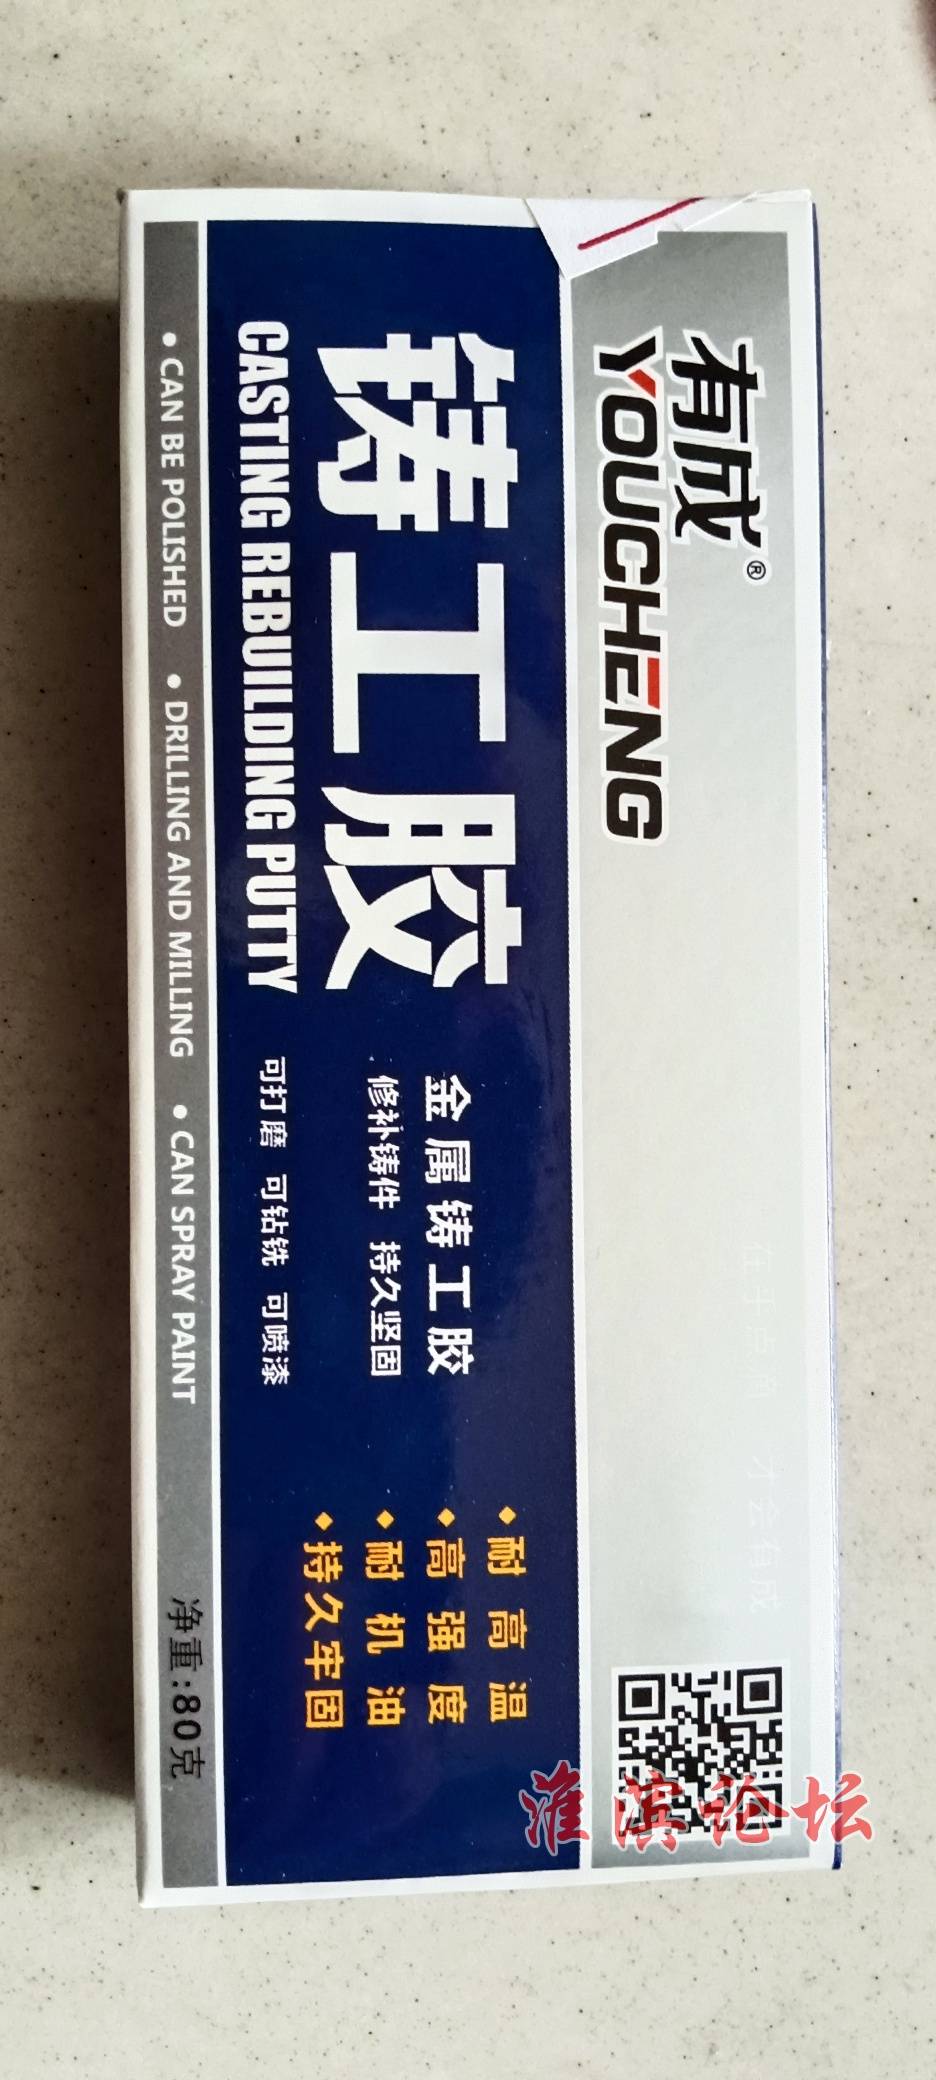 有成®
YOUCHENG
铸工胶
CASTING REBUILDING PUTTY
金属铸工胶
修补铸件 持久坚固
可打磨 可钻铣 可喷漆
◆耐高温
◆高强度
◆耐机油
◆持久牢固
• CAN BE POLISHED • DRILLING AND MILLING • CAN SPRAY PAINT
净重:80克
淮滨论坛